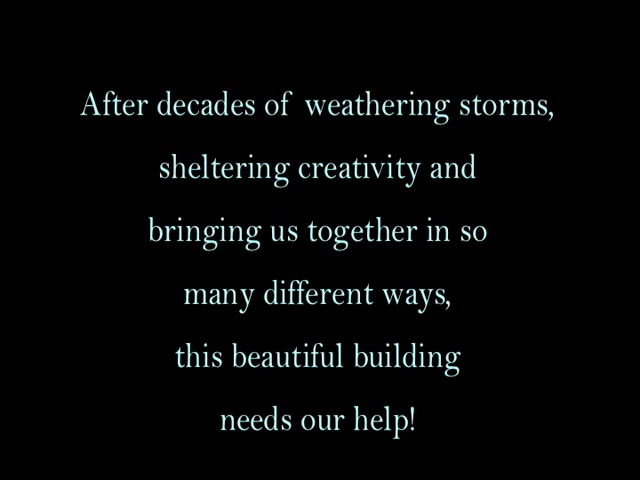 After decades of weathering storms,
sheltering creativity and
bringing us together in so
many different ways,
this beautiful building
needs our help!